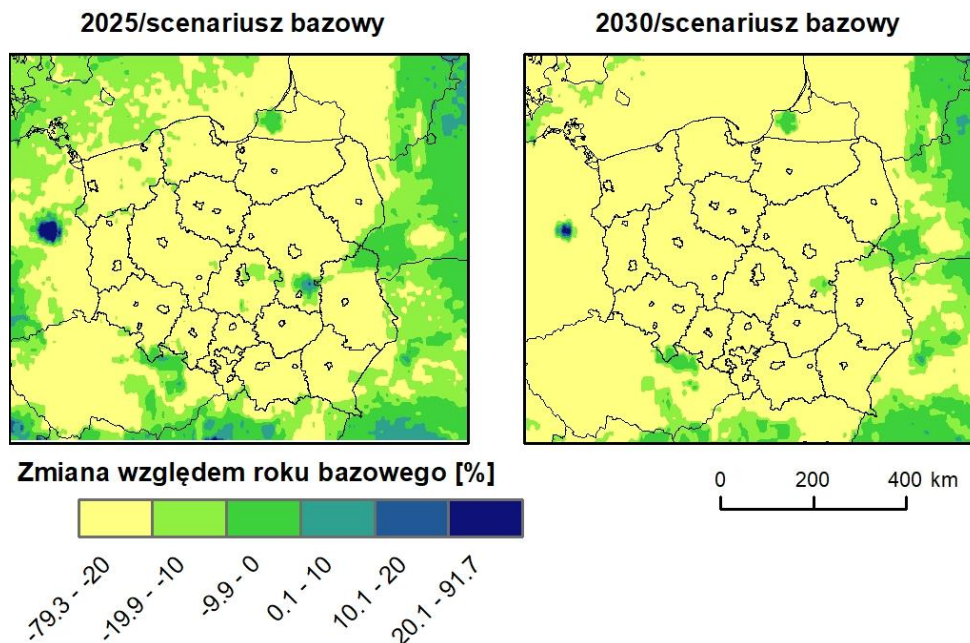 2025/scenariusz bazowy
2030/scenariusz bazowy
Zmiana względem roku bazowego [%]
-79.3 - -20
-19.9 - -10
-9.9 - 0
0.1 - 10
10.1 - 20
20.1 - 91.7
0 200 400 km